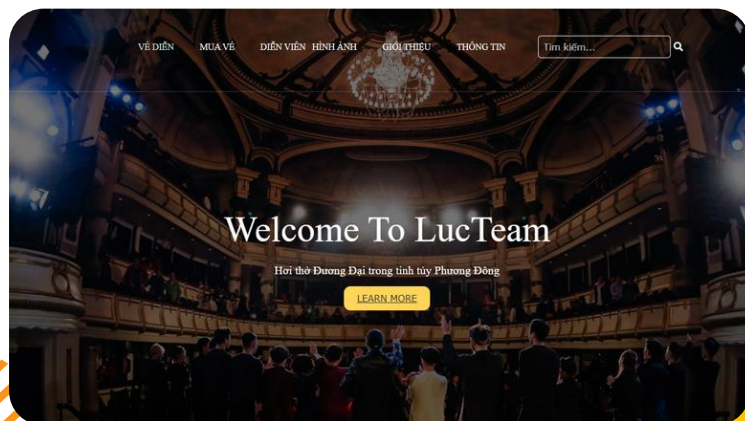 VÉ DIỄN MUA VÉ DIỄN VIÊN HÌNH ẢNH GIỚI THIỆU THÔNG TIN Tìm kiếm...
Welcome To LucTeam
Hơi thở Đương Đại trong tinh túy Phương Đông
LEARN MORE